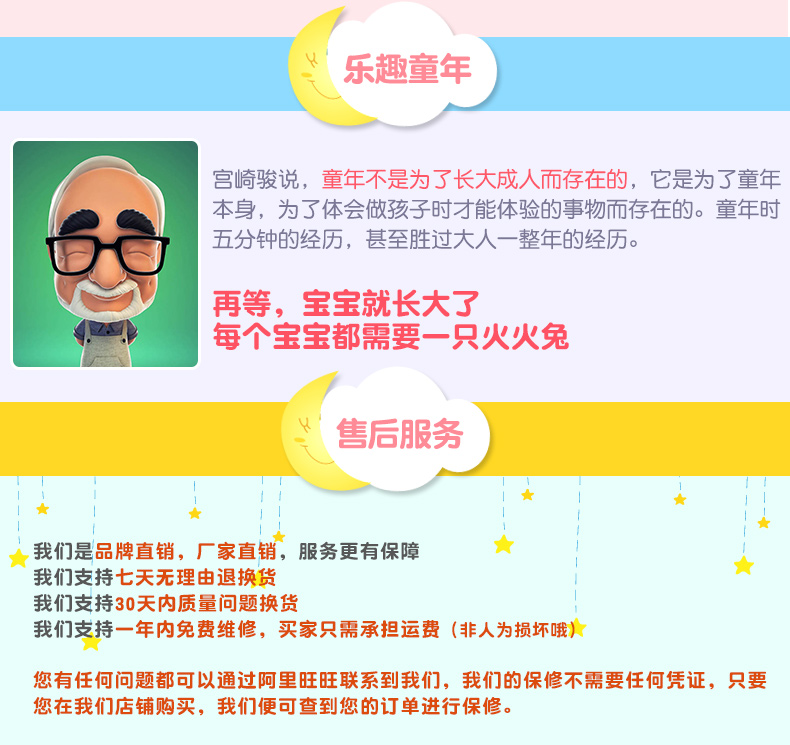 乐趣童年
宫崎骏说，童年不是为了长大成人而存在的，它是为了童年
本身，为了体会做孩子时才能体验的事物而存在的。童年时
五分钟的经历，甚至胜过大人一整年的经历。
再等，宝宝就长大了
每个宝宝都需要一只火火兔
售后服务
我们是品牌直销，厂家直销，服务更有保障
我们支持七天无理由退换货
我们支持30天内质量问题换货
我们支持一年内免费维修，买家只需承担运费（非人为损坏哦）
您有任何问题都可以通过阿里旺旺联系到我们，我们的保修不需要任何凭证，只要
您在我们店铺购买，我们便可查到您的订单进行保修。